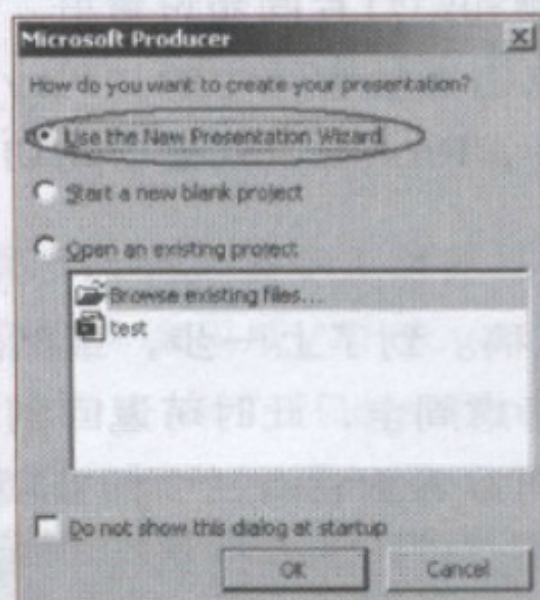 Microsoft Producer
How do you want to create your presentation?
Use the New Presentation Wizard
Start a new blank project
Open an existing project
Browse existing files...
test
Do not show this dialog at startup
OK
Cancel